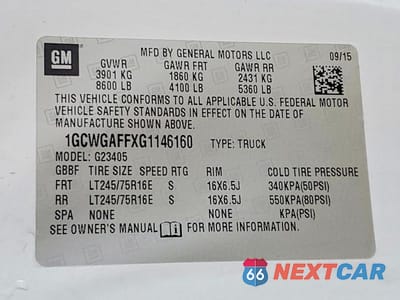 GM
MFD BY GENERAL MOTORS LLC 09/15
GVWR GAWR FRT GAWR RR
3901 KG 1860 KG 2431 KG
8600 LB 4100 LB 5360 LB
THIS VEHICLE CONFORMS TO ALL APPLICABLE U.S. FEDERAL MOTOR
VEHICLE SAFETY STANDARDS IN EFFECT ON THE DATE OF
MANUFACTURE SHOWN ABOVE.
1GCWGAFFXG1146160 TYPE: TRUCK
MODEL: G23405
GBBF TIRE SIZE SPEED RTG RIM COLD TIRE PRESSURE
FRT LT245/75R16E S 16X6.5J 340KPA(50PSI)
RR LT245/75R16E S 16X6.5J 550KPA(80PSI)
SPA NONE NONE KPA(PSI)
SEE OWNER'S MANUAL FOR MORE INFORMATION.
66 NEXTCAR